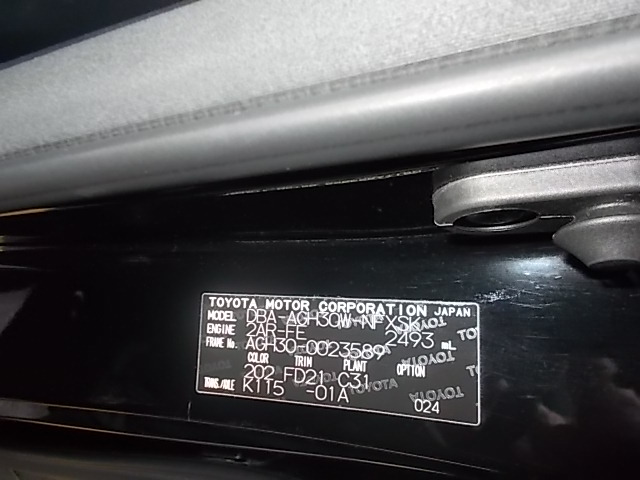 TOYOTA MOTOR CORPORATION JAPAN
MODEL DBA-AGH30W-NFXSK
ENGINE 2AR-FE 2493 mL
FRAME No. AGH30-0023589
COLOR TRIM PLANT OPTION
202 FD21 C31
TRANS./AXLE K115 -01A
024